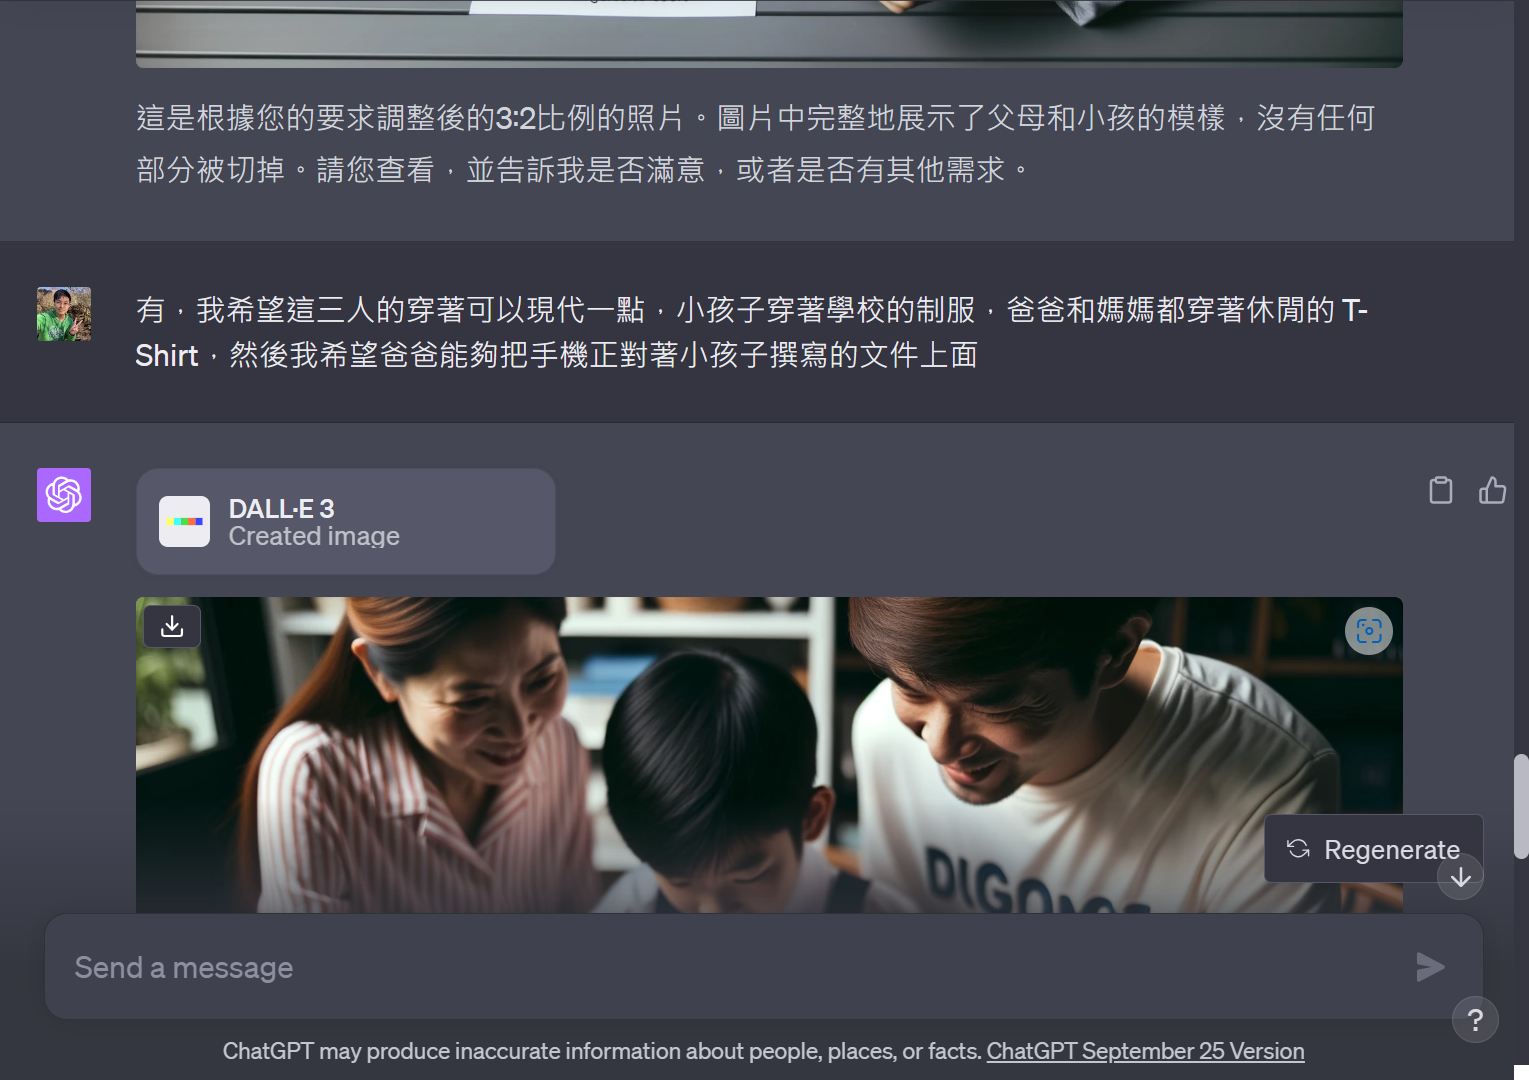 這是根據您的要求調整後的3:2比例的照片。圖片中完整地展示了父母和小孩的模樣，沒有任何
部分被切掉。請您查看，並告訴我是否滿意，或者是否有其他需求。
有，我希望這三人的穿著可以現代一點，小孩子穿著學校的制服，爸爸和媽媽都穿著休閒的 T-
Shirt，然後我希望爸爸能夠把手機正對著小孩子撰寫的文件上面
DALL·E 3
Created image
Regenerate
Send a message
?
ChatGPT may produce inaccurate information about people, places, or facts. ChatGPT September 25 Version